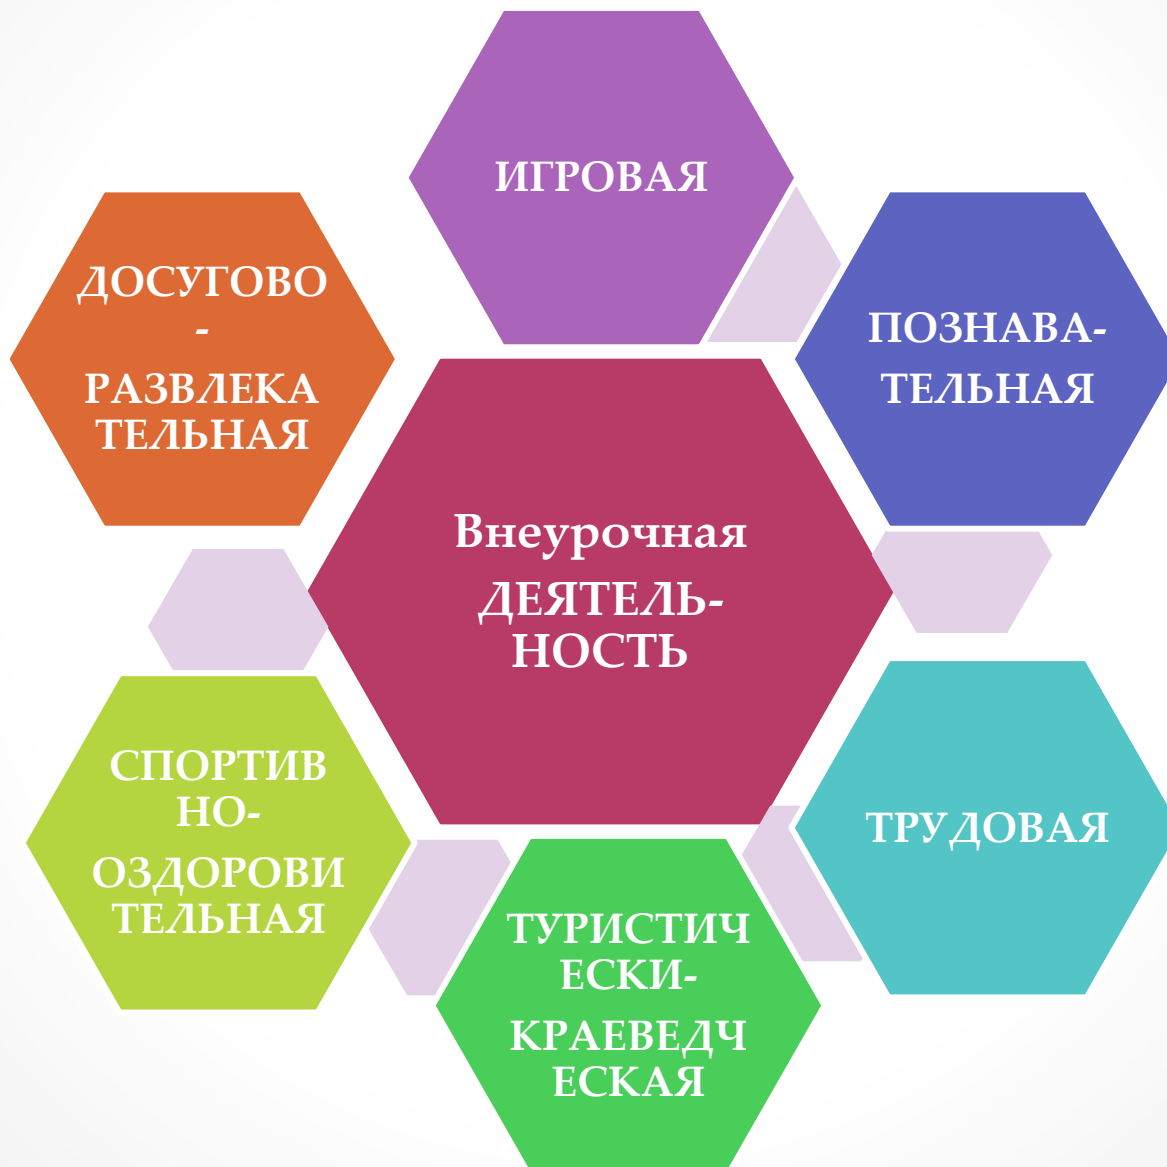 ИГРОВАЯ
ДОСУГОВО
-
РАЗВЛЕКА
ТЕЛЬНАЯ
ПОЗНАВА-
ТЕЛЬНАЯ
Внеурочная
ДЕЯТЕЛЬ-
НОСТЬ
СПОРТИВ
НО-
ОЗДОРОВИ
ТЕЛЬНАЯ
ТРУДОВАЯ
ТУРИСТИЧ
ЕСКИ-
КРАЕВЕДЧ
ЕСКАЯ